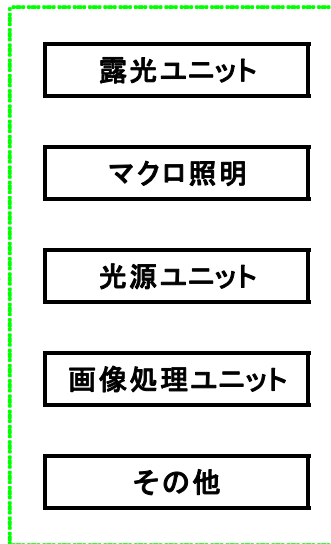 露光ユニット
マクロ照明
光源ユニット
画像処理ユニット
その他